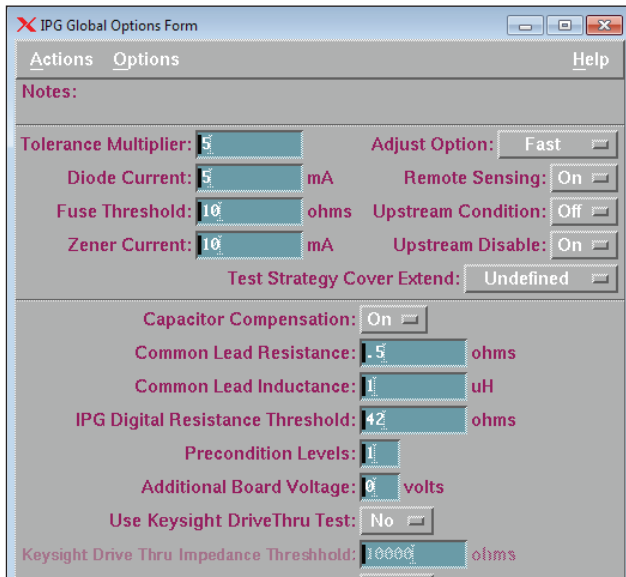 IPG Global Options Form
Actions Options Help
Notes:
Tolerance Multiplier: 5 Adjust Option: Fast
Diode Current: 5 mA Remote Sensing: On
Fuse Threshold: 10 ohms Upstream Condition: Off
Zener Current: 10 mA Upstream Disable: On
Test Strategy Cover Extend: Undefined
Capacitor Compensation: On
Common Lead Resistance: .5 ohms
Common Lead Inductance: 1 uH
IPG Digital Resistance Threshold: 42 ohms
Precondition Levels: 1
Additional Board Voltage: 0 volts
Use Keysight DriveThru Test: No
Keysight Drive Thru Impedance Threshhold: 10000 ohms